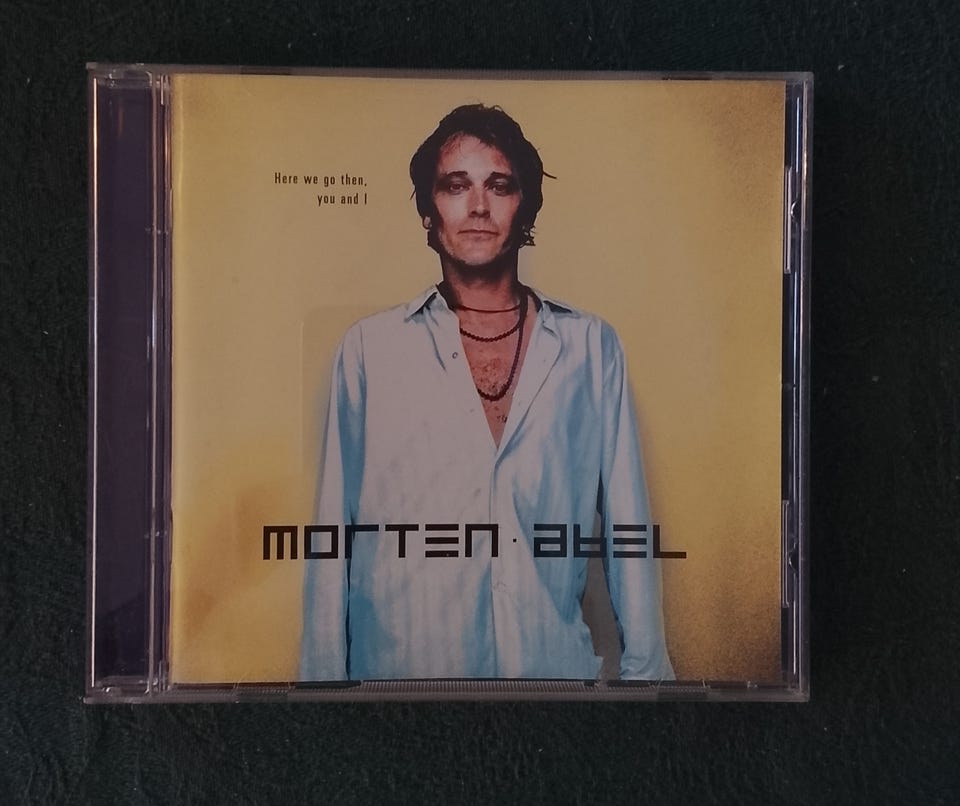 Here we go then,
you and I
MORTEN · ABEL